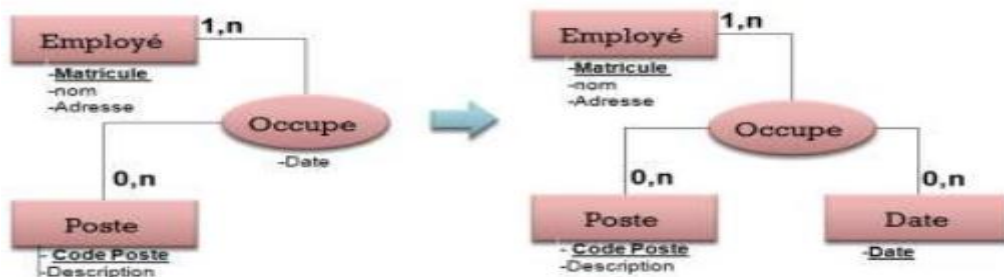 1,n
Employé
-Matricule
-nom
-Adresse
Occupe
-Date
0,n
Poste
- Code Poste
-Description
1,n
Employé
-Matricule
-nom
-Adresse
Occupe
0,n
0,n
Poste
- Code Poste
-Description
Date
-Date